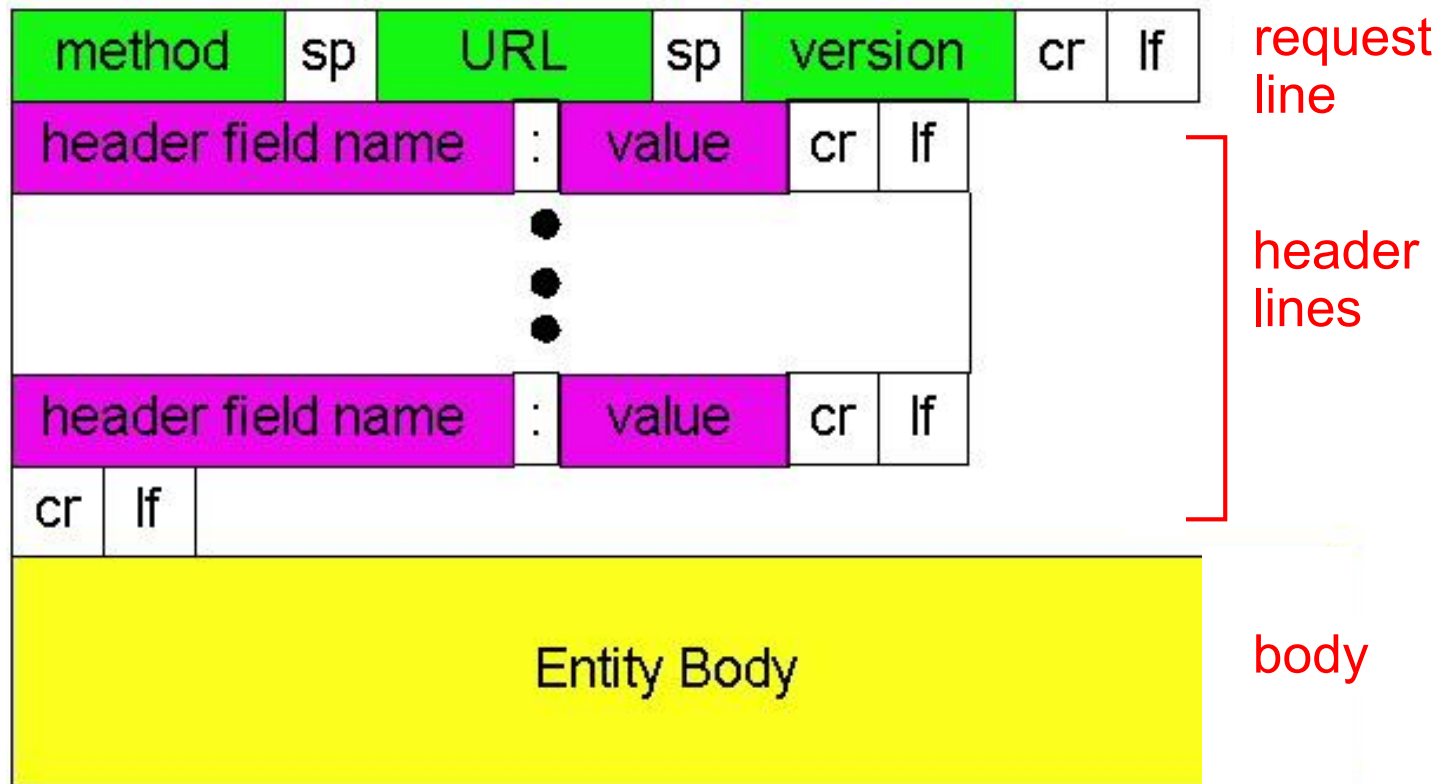 method sp URL sp version cr lf
request
line
header field name : value cr lf
header
lines
header field name : value cr lf
cr lf
Entity Body
body